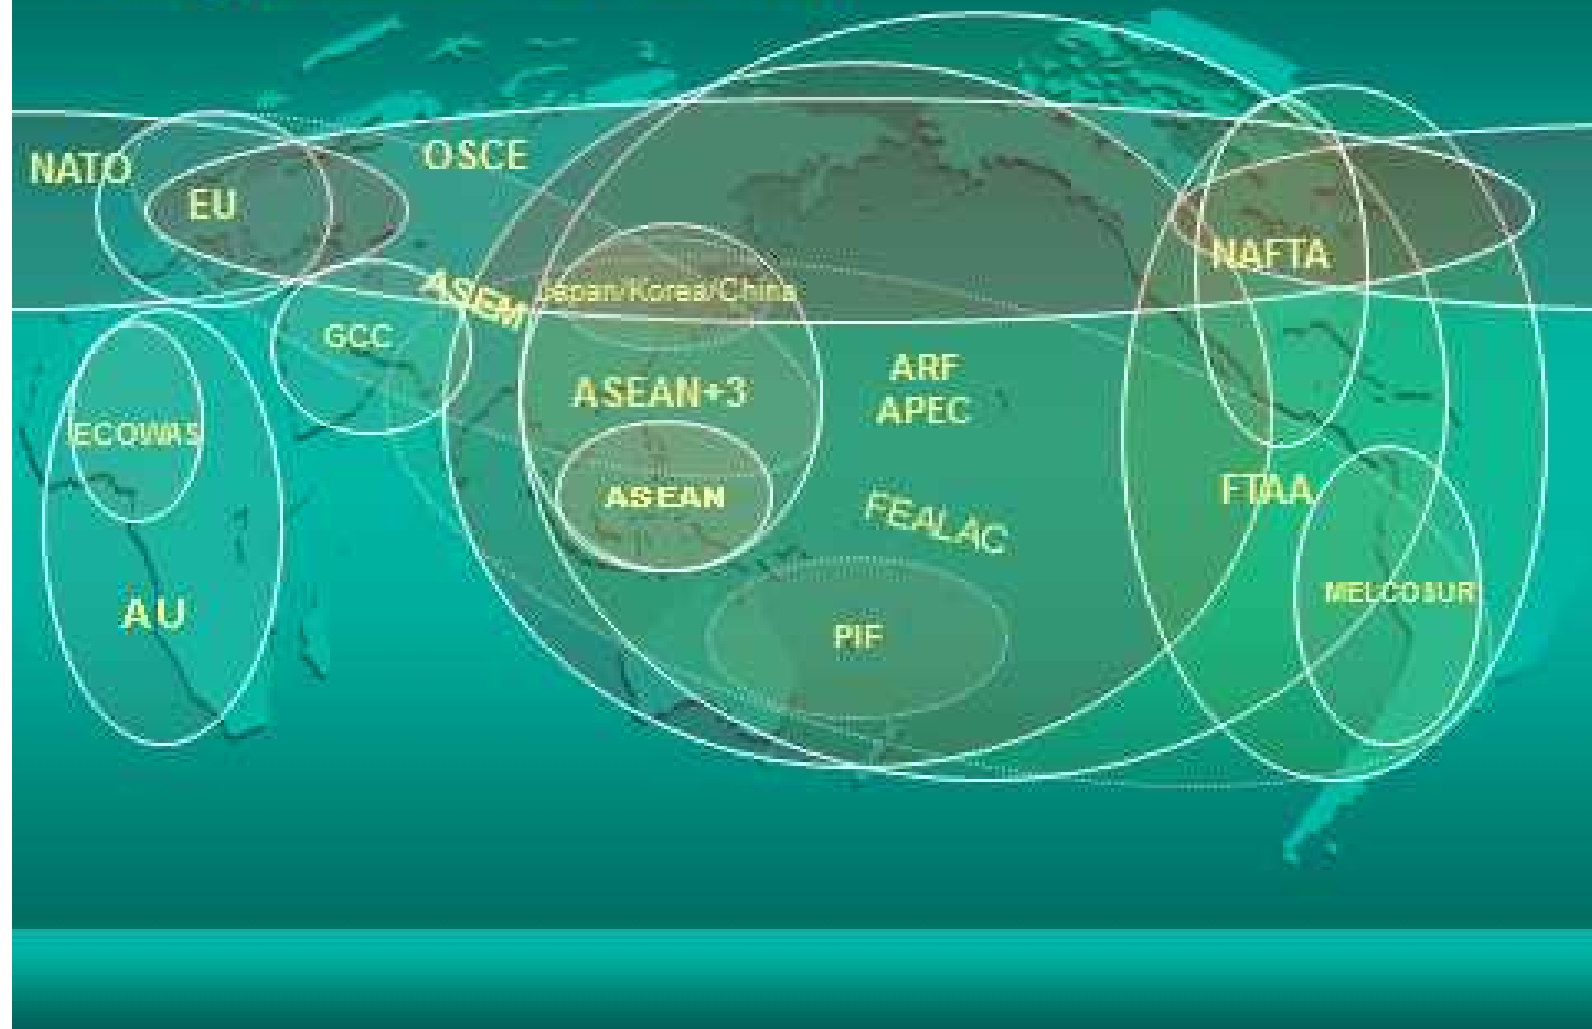 NATO
OSCE
EU
NAFTA
ASEM
Japan/Korea/China
GCC
ARF
ASEAN+3
APEC
ECOWAS
FTAA
ASEAN
FEALAC
MELCOSUR
AU
PIF